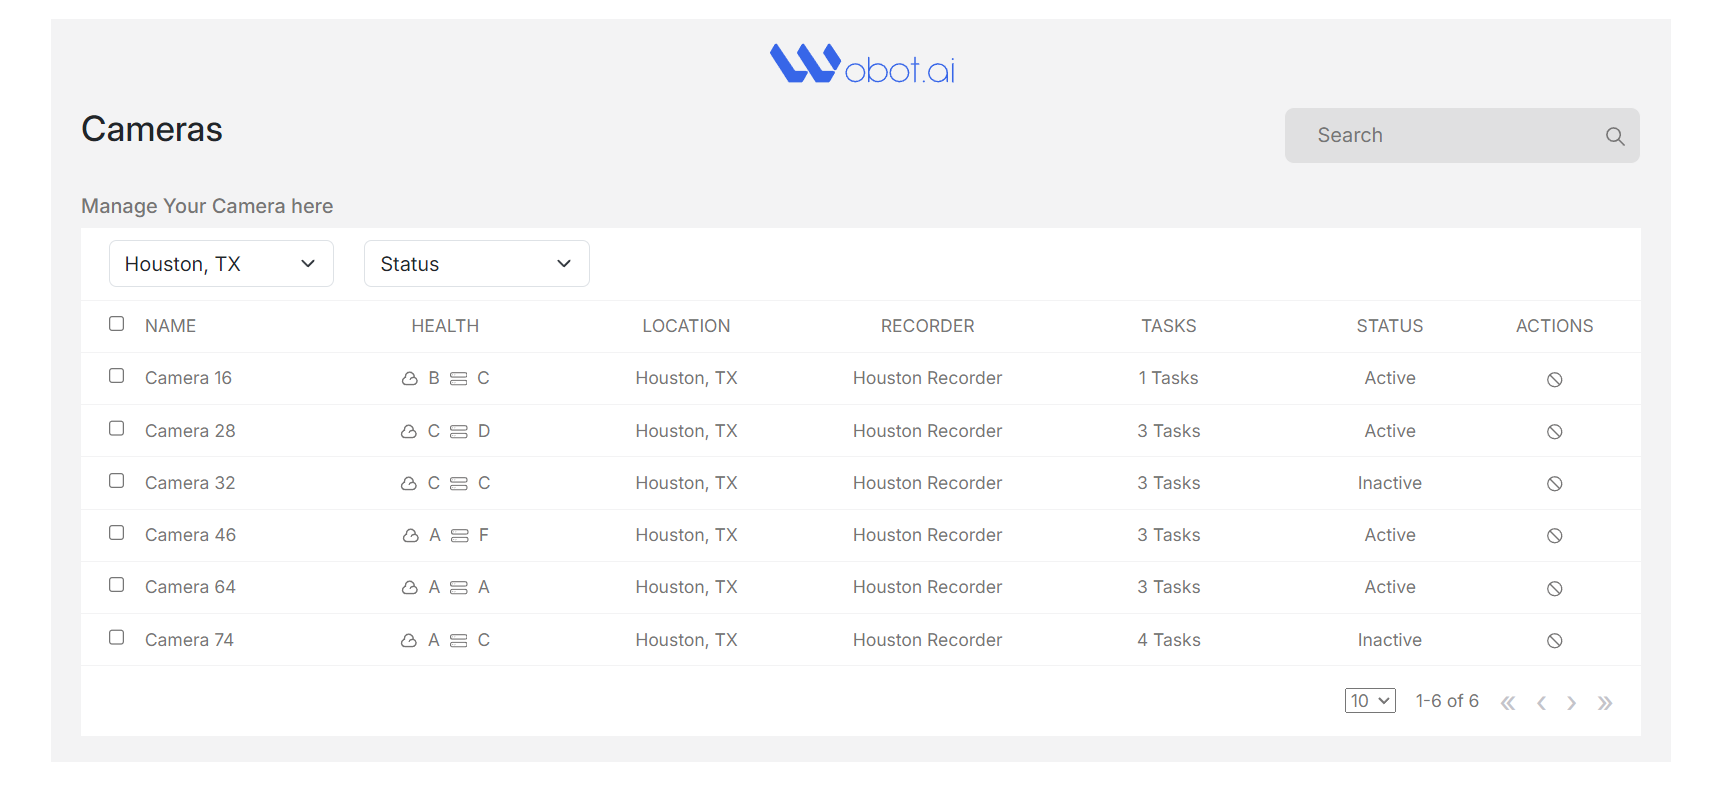 Wobot.ai
Cameras
Search
Manage Your Camera here
Houston, TX Status
NAME HEALTH LOCATION RECORDER TASKS STATUS ACTIONS
Camera 16 B C Houston, TX Houston Recorder 1 Tasks Active
Camera 28 C D Houston, TX Houston Recorder 3 Tasks Active
Camera 32 C C Houston, TX Houston Recorder 3 Tasks Inactive
Camera 46 A F Houston, TX Houston Recorder 3 Tasks Active
Camera 64 A A Houston, TX Houston Recorder 3 Tasks Active
Camera 74 A C Houston, TX Houston Recorder 4 Tasks Inactive
10 1-6 of 6 « ‹ › »